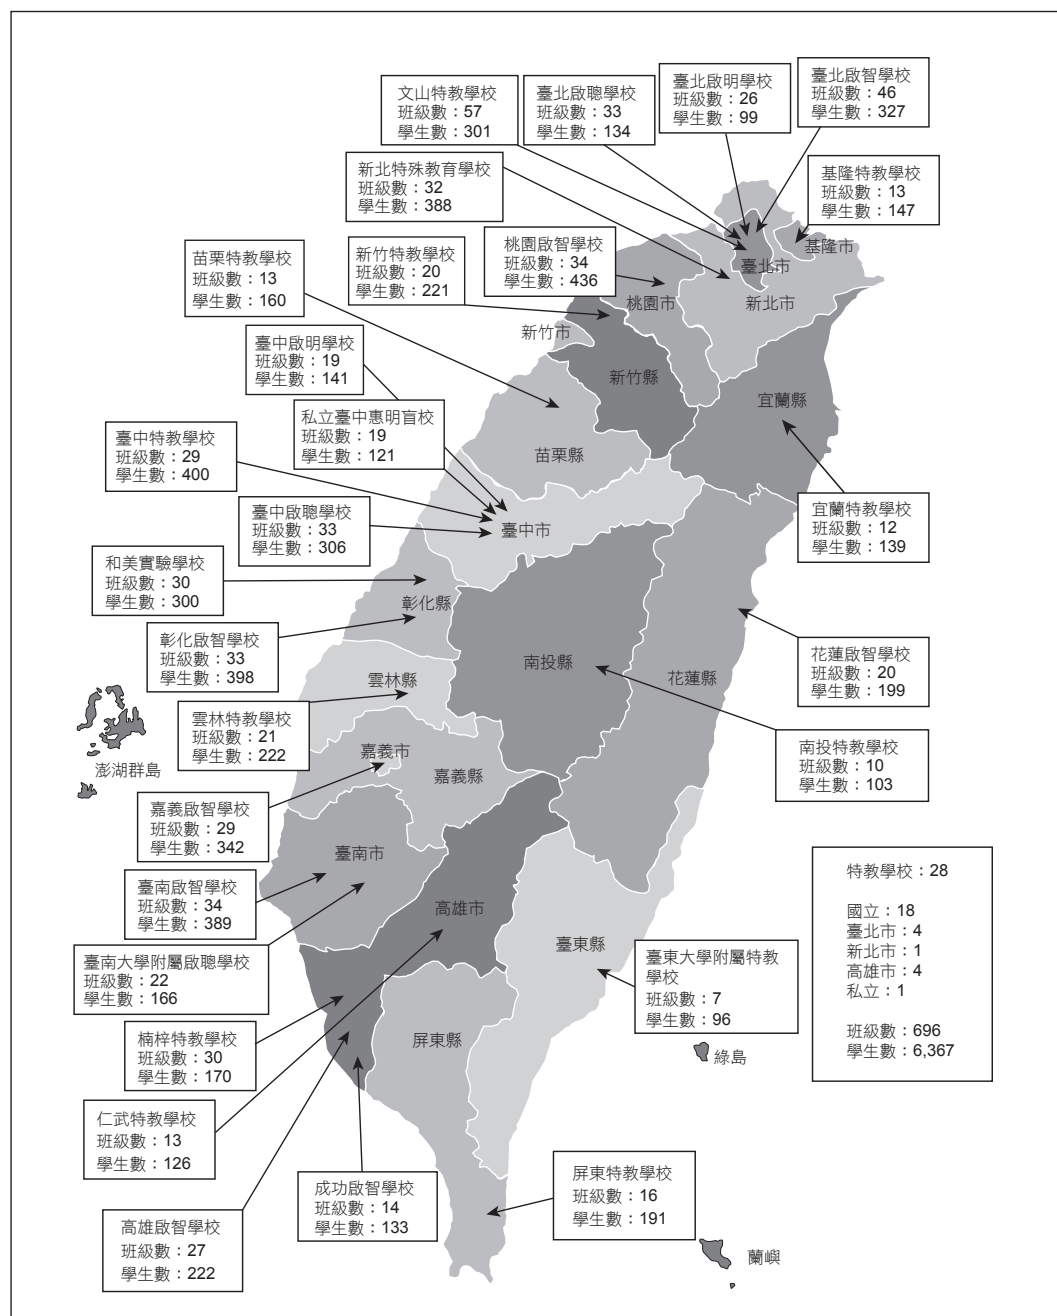 文山特教學校
班級數：57
學生數：301
臺北啟聰學校
班級數：33
學生數：134
臺北啟明學校
班級數：26
學生數：99
臺北啟智學校
班級數：46
學生數：327
新北特殊教育學校
班級數：32
學生數：388
基隆特教學校
班級數：13
學生數：147
苗栗特教學校
班級數：13
學生數：160
新竹特教學校
班級數：20
學生數：221
桃園啟智學校
班級數：34
學生數：436
基隆市
臺北市
桃園市
新北市
新竹市
臺中啟明學校
班級數：19
學生數：141
新竹縣
宜蘭縣
私立臺中惠明盲校
班級數：19
學生數：121
臺中特教學校
班級數：29
學生數：400
苗栗縣
臺中啟聰學校
班級數：33
學生數：306
臺中市
宜蘭特教學校
班級數：12
學生數：139
和美實驗學校
班級數：30
學生數：300
彰化縣
彰化啟智學校
班級數：33
學生數：398
南投縣
花蓮縣
花蓮啟智學校
班級數：20
學生數：199
雲林縣
雲林特教學校
班級數：21
學生數：222
澎湖群島
嘉義市
嘉義縣
南投特教學校
班級數：10
學生數：103
嘉義啟智學校
班級數：29
學生數：342
臺南市
臺南啟智學校
班級數：34
學生數：389
高雄市
臺東縣
臺南大學附屬啟聰學校
班級數：22
學生數：166
臺東大學附屬特教
學校
班級數：7
學生數：96
特教學校：28
國立：18
臺北市：4
新北市：1
高雄市：4
私立：1
班級數：696
學生數：6,367
楠梓特教學校
班級數：30
學生數：170
屏東縣
綠島
仁武特教學校
班級數：13
學生數：126
成功啟智學校
班級數：14
學生數：133
屏東特教學校
班級數：16
學生數：191
高雄啟智學校
班級數：27
學生數：222
蘭嶼